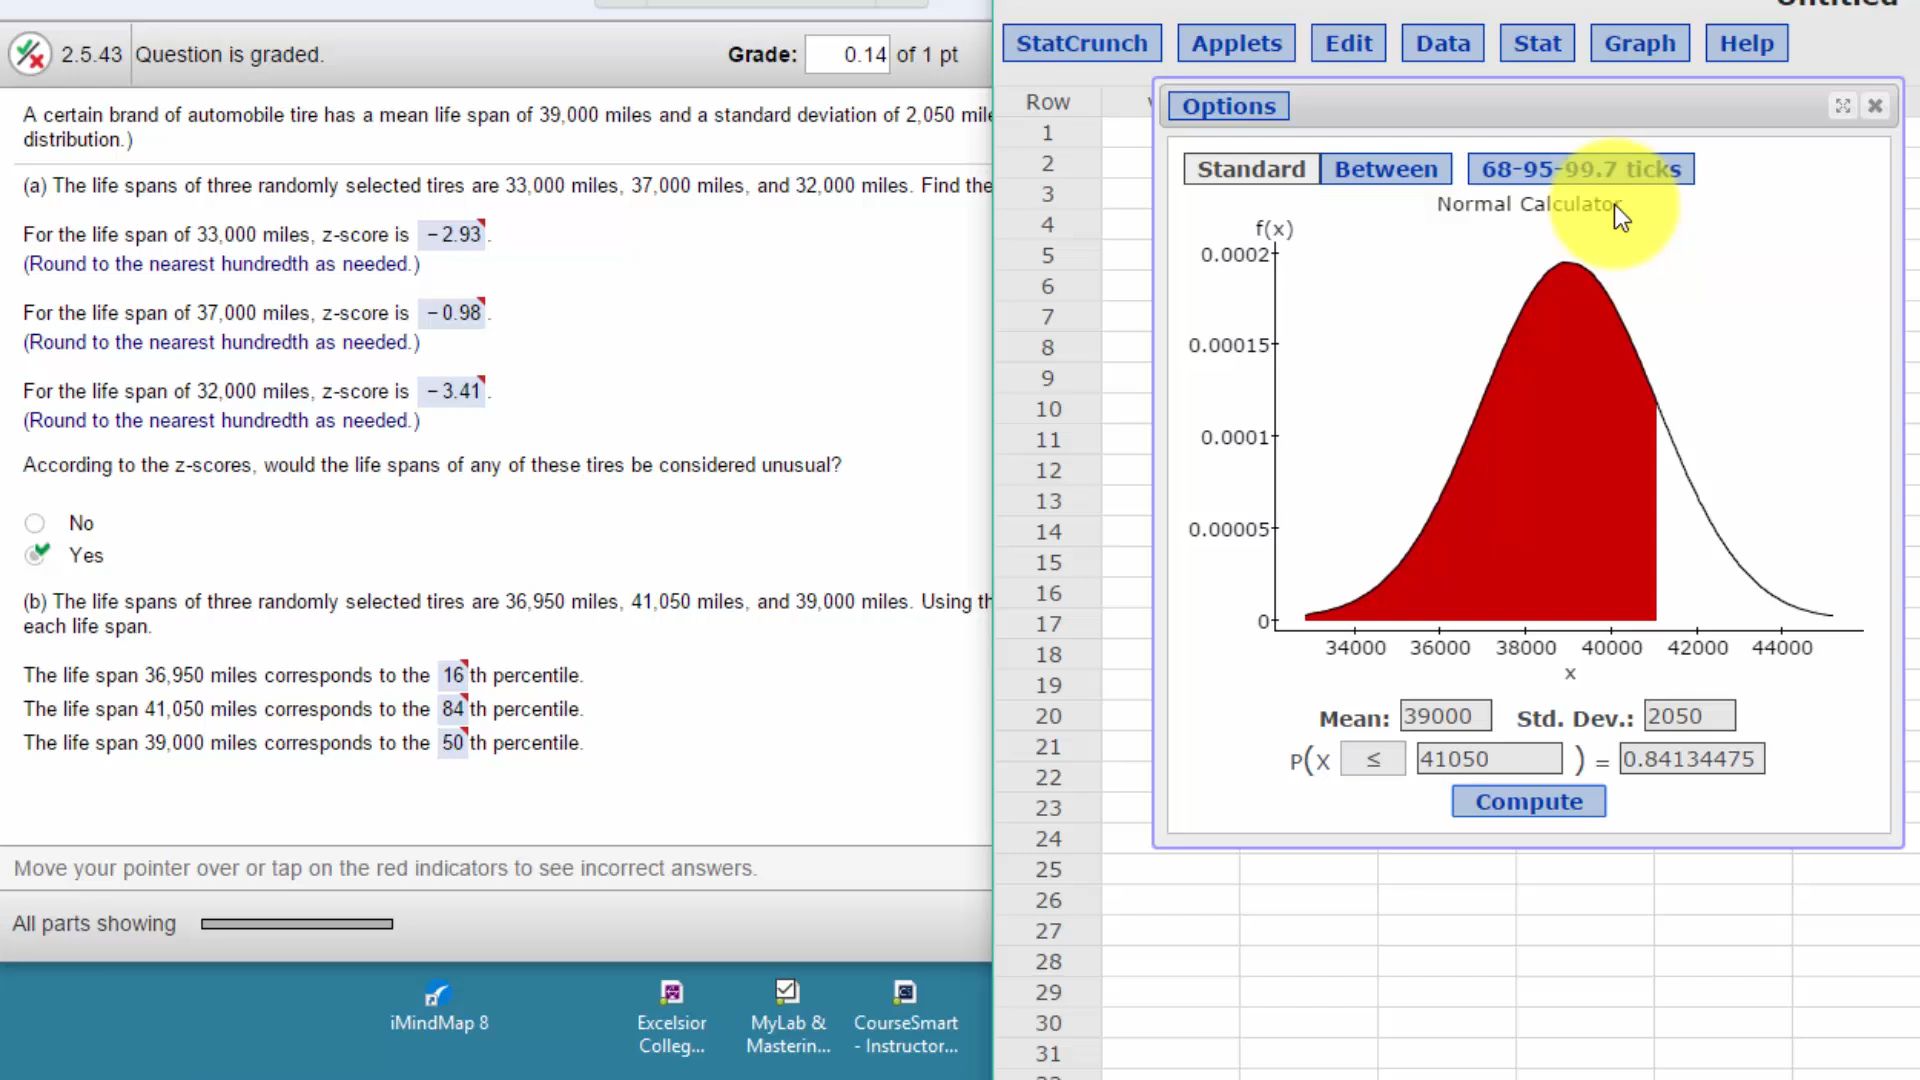 2.5.43 Question is graded. Grade: 0.14 of 1 pt
A certain brand of automobile tire has a mean life span of 39,000 miles and a standard deviation of 2,050
distribution.)
(a) The life spans of three randomly selected tires are 33,000 miles, 37,000 miles, and 32,000 miles. Find the
For the life span of 33,000 miles, z-score is − 2.93 .
(Round to the nearest hundredth as needed.)
For the life span of 37,000 miles, z-score is − 0.98 .
(Round to the nearest hundredth as needed.)
For the life span of 32,000 miles, z-score is − 3.41 .
(Round to the nearest hundredth as needed.)
According to the z-scores, would the life spans of any of these tires be considered unusual?
No
Yes
(b) The life spans of three randomly selected tires are 36,950 miles, 41,050 miles, and 39,000 miles. Using
each life span.
The life span 36,950 miles corresponds to the 16 th percentile.
The life span 41,050 miles corresponds to the 84 th percentile.
The life span 39,000 miles corresponds to the 50 th percentile.
Move your pointer over or tap on the red indicators to see incorrect answers.
All parts showing
iMindMap 8
Excelsior
Colleg...
MyLab &
Masterin...
CourseSmart
- Instructor...
StatCrunch Applets Edit Data Stat Graph Help
Row
1
2
3
4
5
6
7
8
9
10
11
12
13
14
15
16
17
18
19
20
21
22
23
24
25
26
27
28
29
30
31
Options
Standard Between 68-95-99.7 ticks
Normal Calculator
f(x)
0.0002
0.00015
0.0001
0.00005
0
34000 36000 38000 40000 42000 44000
x
Mean: 39000 Std. Dev.: 2050
P(X ≤ 41050 ) = 0.84134475
Compute